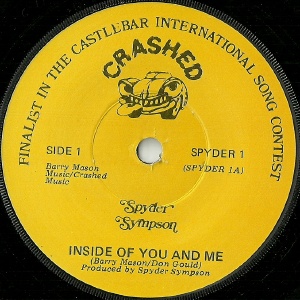 FINALIST IN THE CASTLEBAR INTERNATIONAL SONG CONTEST
CRASHED
SIDE 1
SPYDER 1
Barry Mason
Music/Crashed
Music
(SPYDER 1A)
Spyder
Sympson
INSIDE OF YOU AND ME
(Barry Mason/Don Gould)
Produced by Spyder Sympson